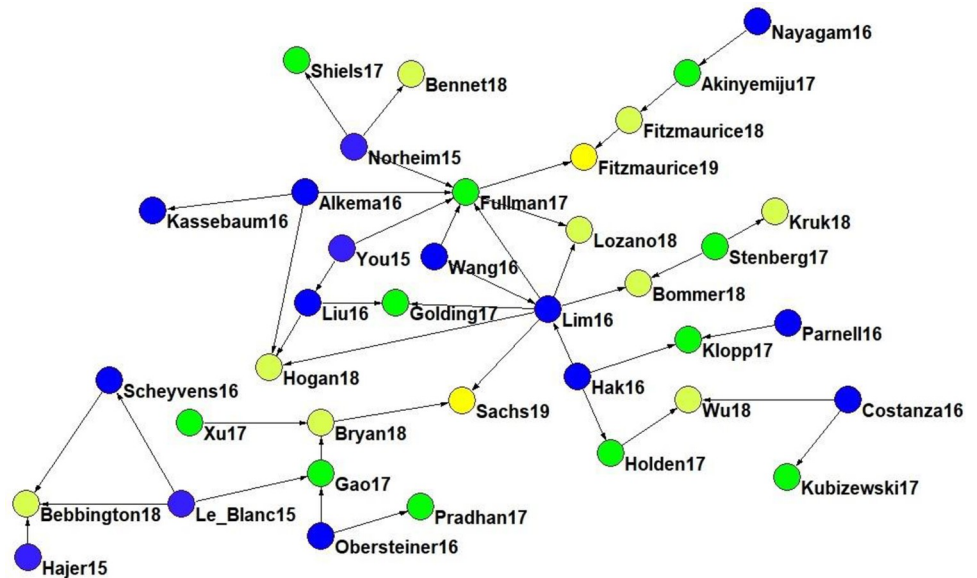 Nayagam16
Shiels17
Bennet18
Akinyemiju17
Fitzmaurice18
Norheim15
Fitzmaurice19
Kassebaum16
Alkema16
Fullman17
Kruk18
Lozano18
Stenberg17
You15
Wang16
Bommer18
Liu16
Golding17
Lim16
Parnell16
Klopp17
Hogan18
Hak16
Scheyvens16
Sachs19
Wu18
Costanza16
Xu17
Bryan18
Holden17
Gao17
Kubizewski17
Bebbington18
Le_Blanc15
Pradhan17
Obersteiner16
Hajer15